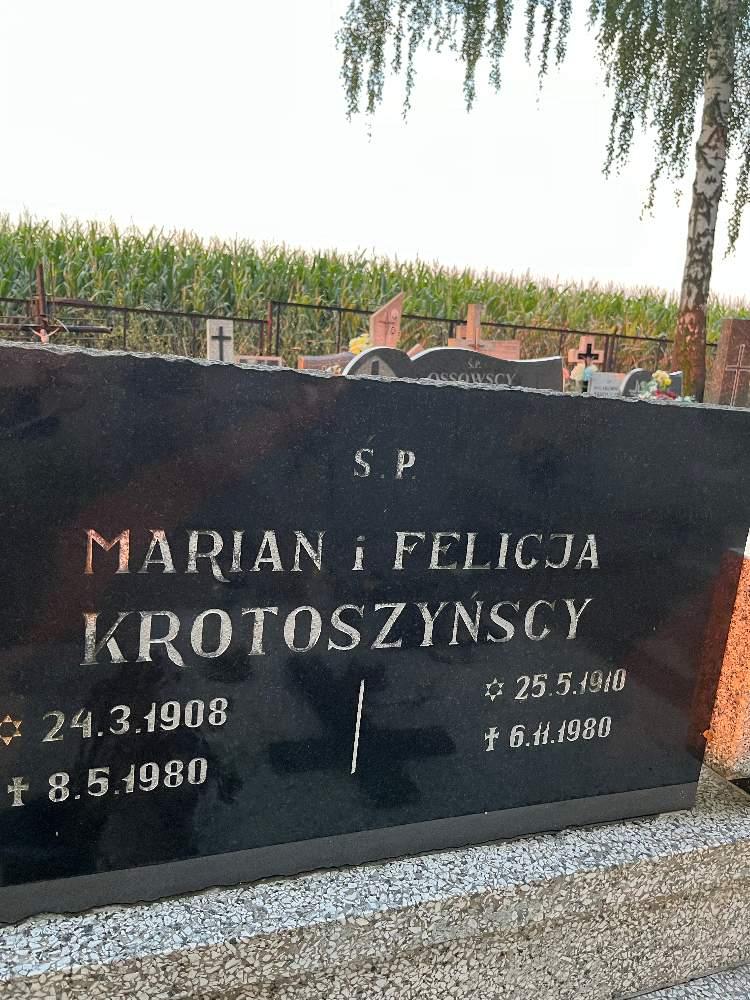 Ś.P.
OSSOWSCY
Ś.P.
MARIAN i FELICJA
KROTOSZYŃSCY
✡ 24.3.1908
✝ 8.5.1980
✡ 25.5.1910
✝ 6.11.1980